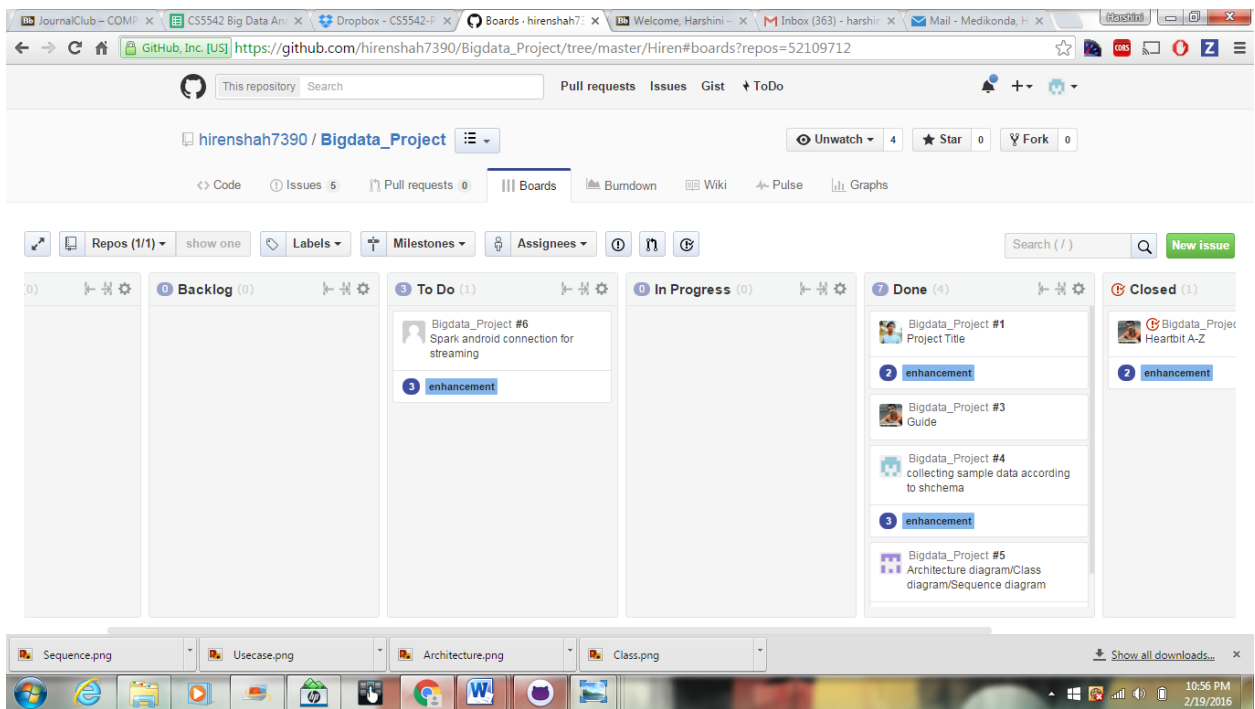 JournalClub – COMP
CS5542 Big Data Ana
Dropbox - CS5542-P
Boards · hirenshah73
Welcome, Harshini –
Inbox (363) - harshin
Mail - Medikonda, H
Harshini
GitHub, Inc. [US] https://github.com/hirenshah7390/Bigdata_Project/tree/master/Hiren#boards?repos=52109712
CORS
Z
This repository Search
Pull requests Issues Gist ToDo
hirenshah7390 / Bigdata_Project
Unwatch 4 Star 0 Fork 0
Code Issues 5 Pull requests 0 Boards Burndown Wiki Pulse Graphs
Repos (1/1) show one Labels Milestones Assignees
Search ( / ) New issue
(0)
0 Backlog (0)
3 To Do (1)
Bigdata_Project #6
Spark android connection for
streaming
3 enhancement
0 In Progress (0)
7 Done (4)
Bigdata_Project #1
Project Title
2 enhancement
Bigdata_Project #3
Guide
Bigdata_Project #4
collecting sample data according
to shchema
3 enhancement
Bigdata_Project #5
Architecture diagram/Class
diagram/Sequence diagram
Closed (1)
Bigdata_Projec
Heartbit A-Z
2 enhancement
Sequence.png
Usecase.png
Architecture.png
Class.png
Show all downloads...
10:56 PM
2/19/2016